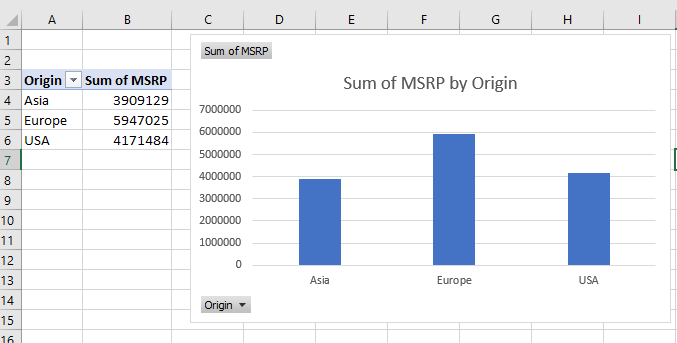 A B C D E F G H I
1
2
3 Origin Sum of MSRP
4 Asia 3909129
5 Europe 5947025
6 USA 4171484
7
8
9
10
11
12
13
14
15
16
Sum of MSRP
Sum of MSRP by Origin
7000000
6000000
5000000
4000000
3000000
2000000
1000000
0
Asia Europe USA
Origin